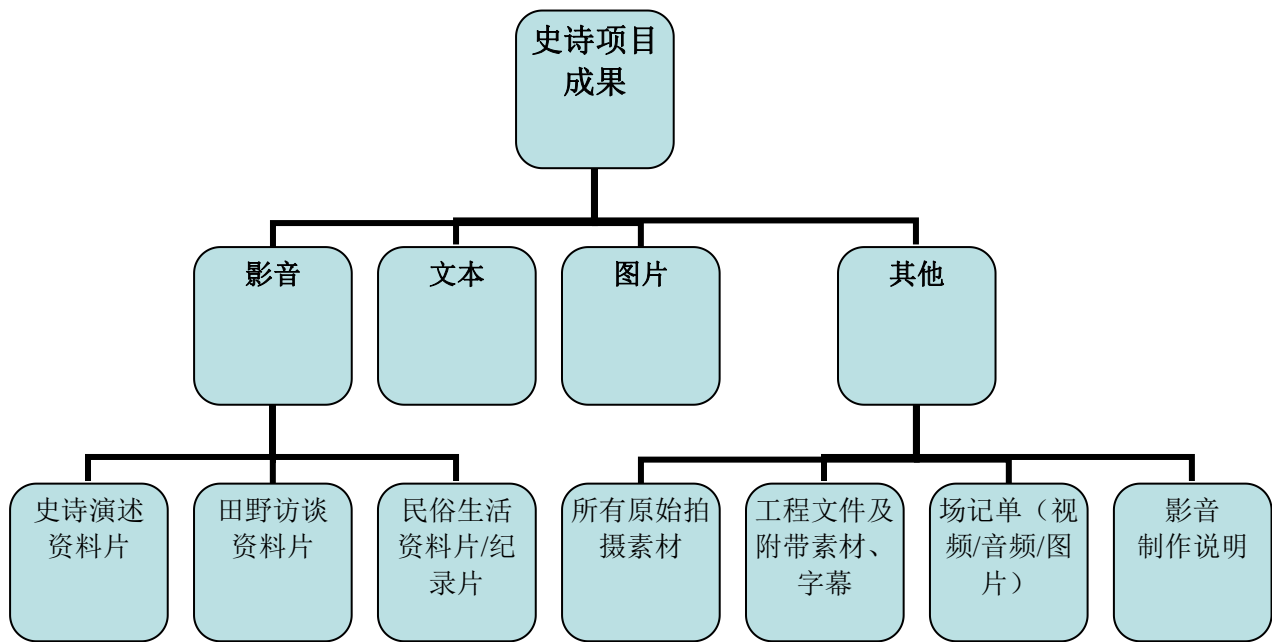 史诗项目
成果
影音
文本
图片
其他
史诗演述
资料片
田野访谈
资料片
民俗生活
资料片/纪
录片
所有原始拍
摄素材
工程文件及
附带素材、
字幕
场记单（视
频/音频/图
片）
影音
制作说明